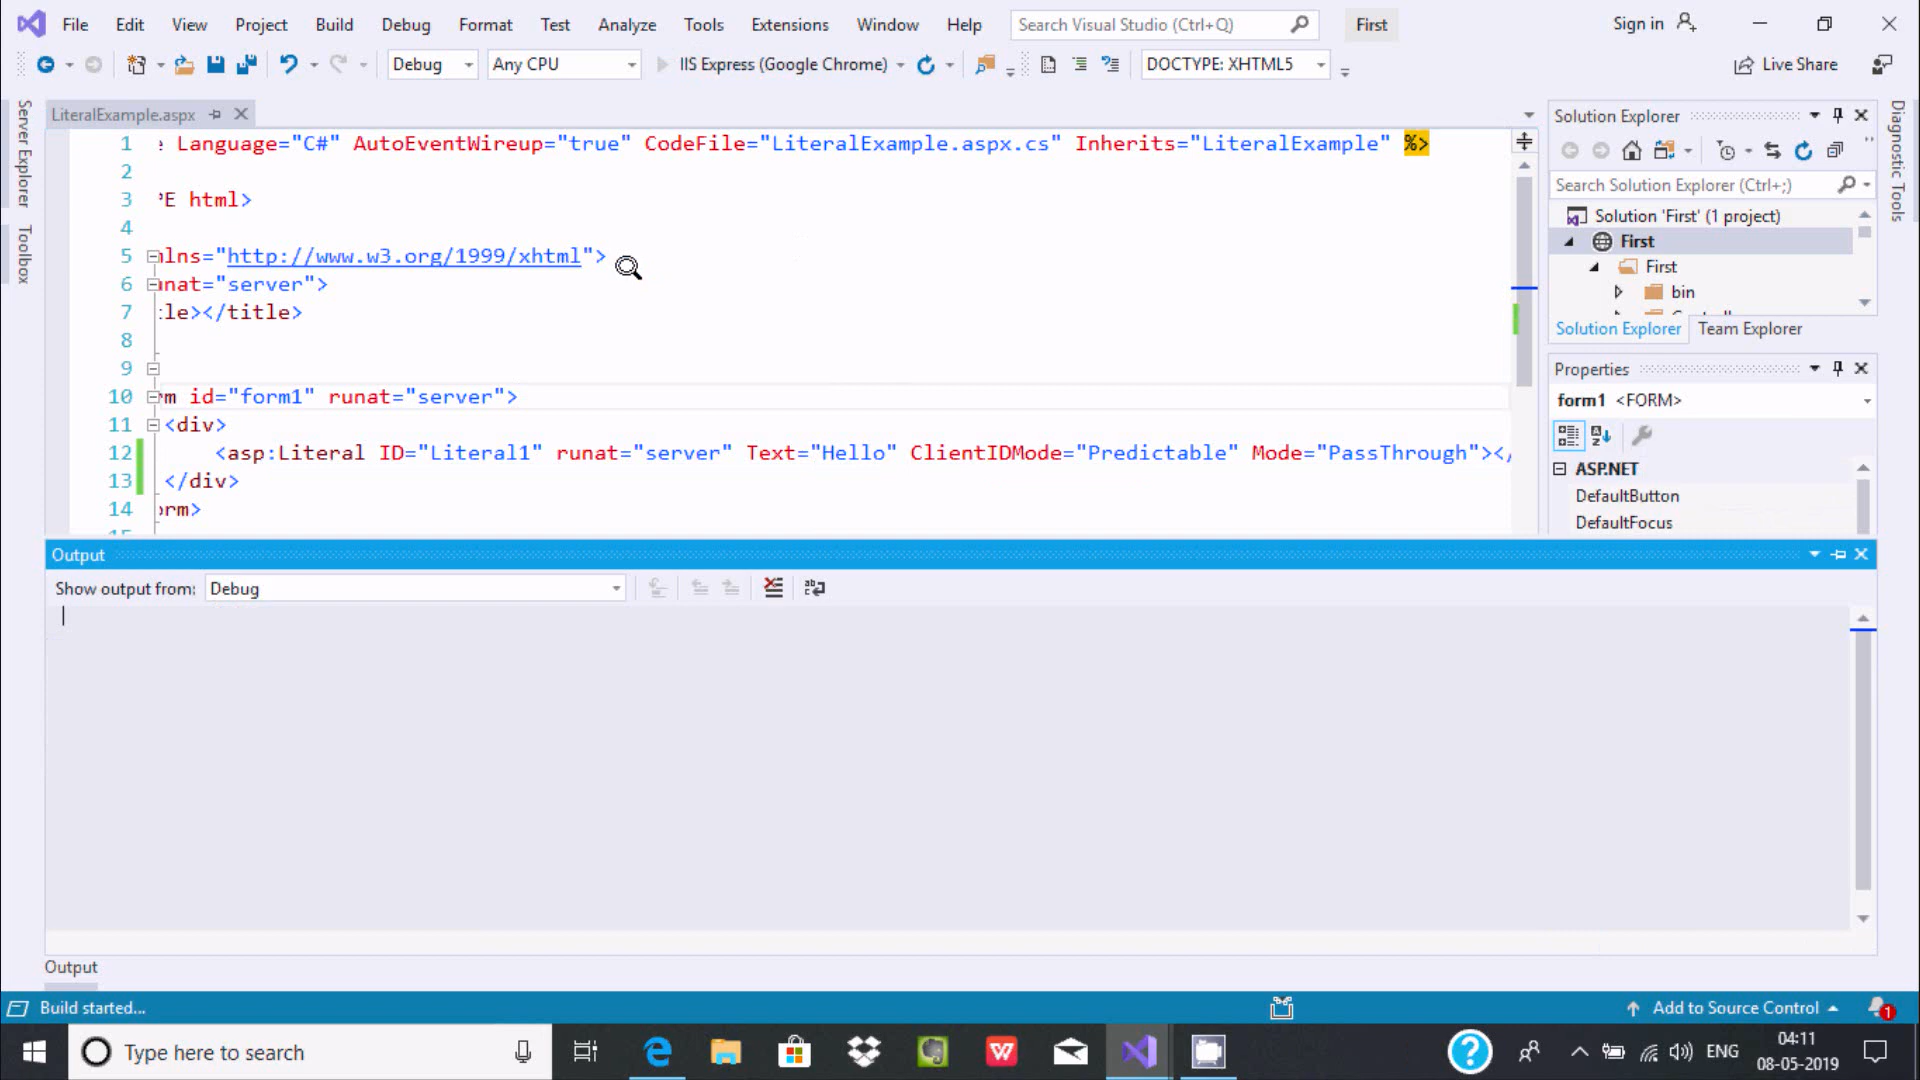 File Edit View Project Build Debug Format Test Analyze Tools Extensions Window Help Search Visual Studio (Ctrl+Q) First Sign in
Debug Any CPU IIS Express (Google Chrome) DOCTYPE: XHTML5 Live Share
Server Explorer
Toolbox
LiteralExample.aspx
1 Language="C#" AutoEventWireup="true" CodeFile="LiteralExample.aspx.cs" Inherits="LiteralExample" %>
2
3 E html>
4
5 lns="http://www.w3.org/1999/xhtml">
6 nat="server">
7 le></title>
8
9
10 m id="form1" runat="server">
11 <div>
12 <asp:Literal ID="Literal1" runat="server" Text="Hello" ClientIDMode="Predictable" Mode="PassThrough"></
13 </div>
14 rm>
Solution Explorer
Search Solution Explorer (Ctrl+;)
Solution 'First' (1 project)
First
First
bin
Solution Explorer Team Explorer
Diagnostic Tools
Properties
form1 <FORM>
ASP.NET
DefaultButton
DefaultFocus
Output
Show output from: Debug
Output
Build started...
Add to Source Control
1
Type here to search
ENG
04:11
08-05-2019